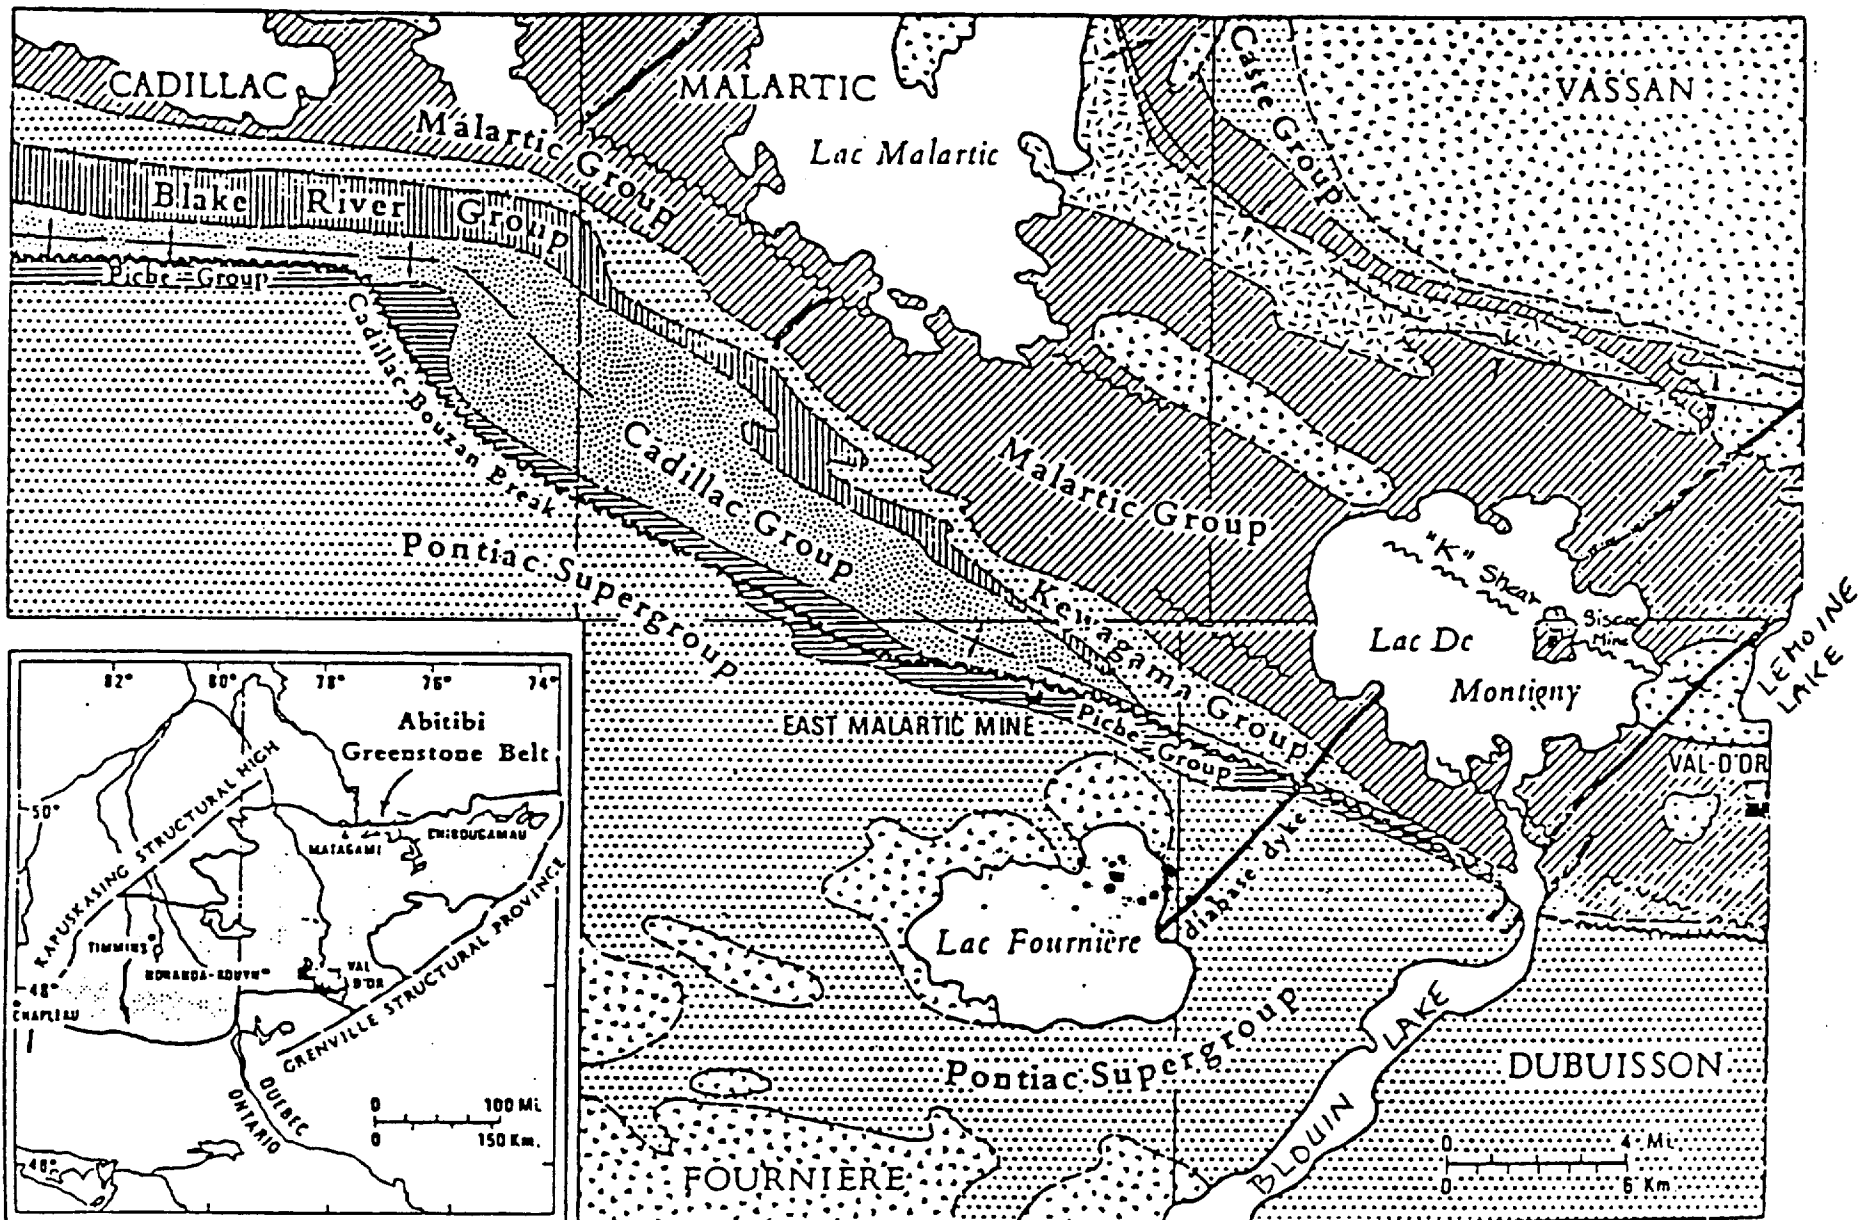 CADILLAC
MALARTIC
VASSAN
Caste Group
Malartic Group
Lac Malartic
Blake River Group
Piche Group
Cadillac Bouzan Break
Cadillac Group
Malartic Group
Pontiac Supergroup
"K" Shear
Siscoe
Mine
Kewagama Group
Lac De
Montigny
LEMOINE
LAKE
EAST MALARTIC MINE
Piche Group
VAL-D'OR
diabase dyke
Lac Fournière
Pontiac Supergroup
BLOUIN LAKE
DUBUISSON
FOURNIÈRE
0 4 Mi.
0 6 Km
82° 80° 78° 76° 74°
Abitibi
Greenstone Belt
KAPUSKASING STRUCTURAL HIGH
50°
MATAGAMI
CHIBOUGAMAU
TIMMINS
NORANDA-ROUYN
VAL
D'OR
48°
CHAPLEAU
GRENVILLE STRUCTURAL PROVINCE
QUEBEC
ONTARIO
0 100 Mi.
0 150 Km.
46°